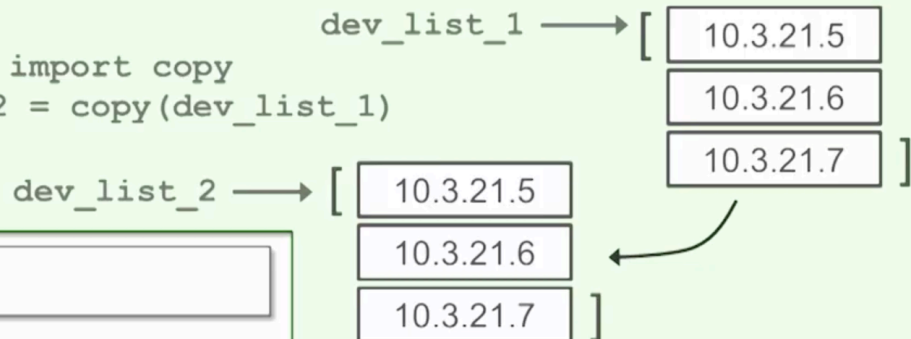 dev_list_1 [ 10.3.21.5
import copy
10.3.21.6
2 = copy(dev_list_1)
10.3.21.7 ]
dev_list_2 [ 10.3.21.5
10.3.21.6
10.3.21.7 ]